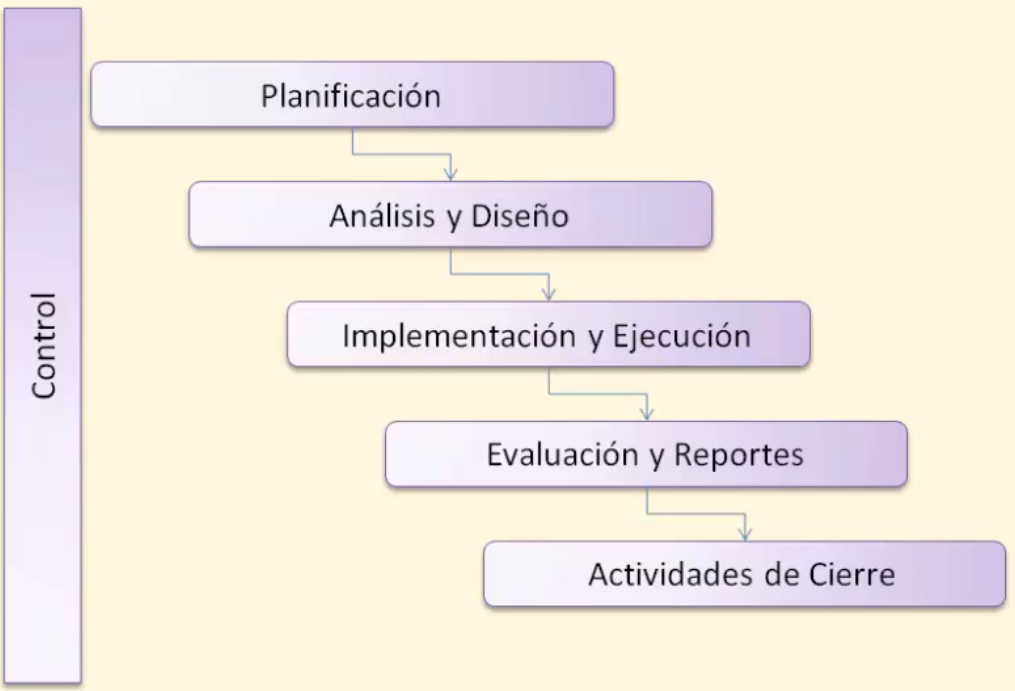 Control
Planificación
Análisis y Diseño
Implementación y Ejecución
Evaluación y Reportes
Actividades de Cierre